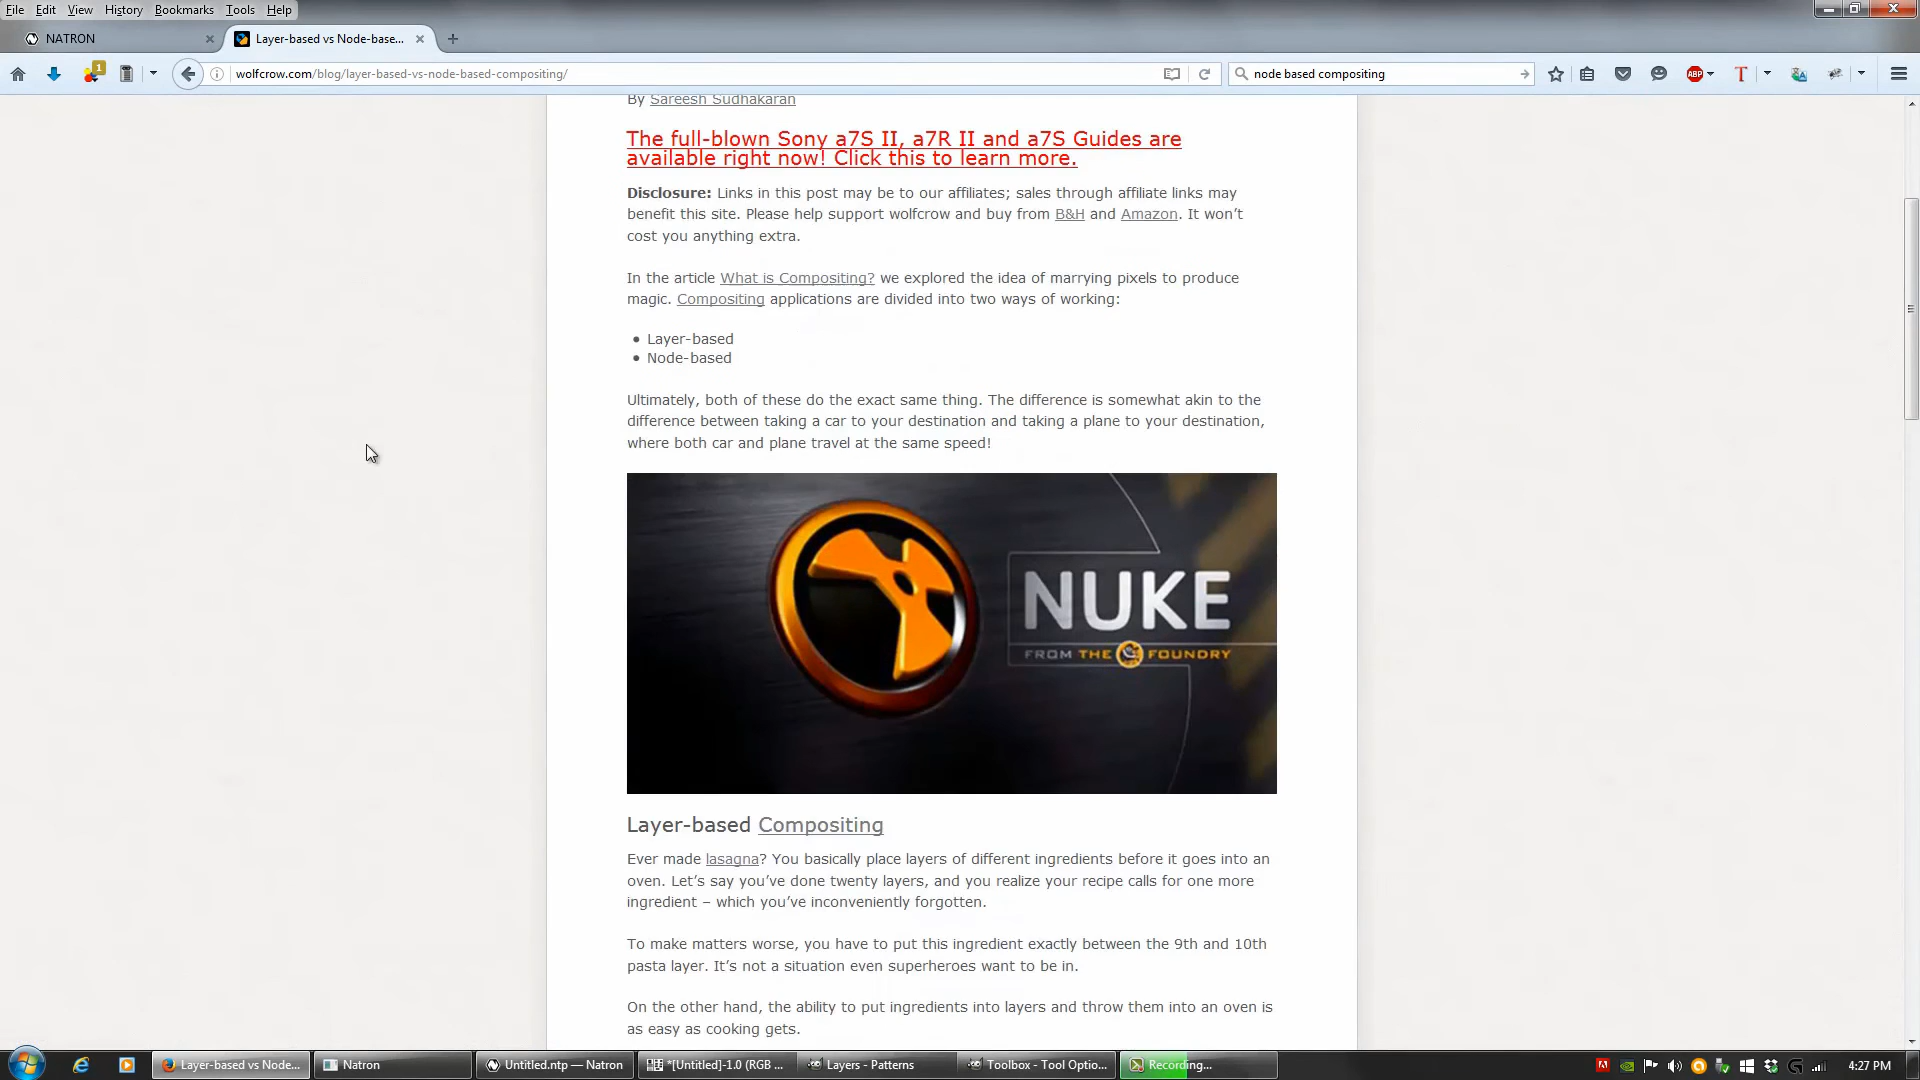 File Edit View History Bookmarks Tools Help
NATRON
Layer-based vs Node-base...
wolfcrow.com/blog/layer-based-vs-node-based-compositing/
node based compositing
1
ABP
T
By Sareesh Sudhakaran
The full-blown Sony a7S II, a7R II and a7S Guides are
available right now! Click this to learn more.
Disclosure: Links in this post may be to our affiliates; sales through affiliate links may
benefit this site. Please help support wolfcrow and buy from B&H and Amazon. It won’t
cost you anything extra.
In the article What is Compositing? we explored the idea of marrying pixels to produce
magic. Compositing applications are divided into two ways of working:
• Layer-based
• Node-based
Ultimately, both of these do the exact same thing. The difference is somewhat akin to the
difference between taking a car to your destination and taking a plane to your destination,
where both car and plane travel at the same speed!
NUKE
FROM THE FOUNDRY
Layer-based Compositing
Ever made lasagna? You basically place layers of different ingredients before it goes into an
oven. Let’s say you’ve done twenty layers, and you realize your recipe calls for one more
ingredient – which you’ve inconveniently forgotten.
To make matters worse, you have to put this ingredient exactly between the 9th and 10th
pasta layer. It’s not a situation even superheroes want to be in.
On the other hand, the ability to put ingredients into layers and throw them into an oven is
as easy as cooking gets.
Layer-based vs Node...
Natron
Untitled.ntp — Natron
*[Untitled]-1.0 (RGB ...
Layers - Patterns
Toolbox - Tool Optio...
Recording...
4:27 PM